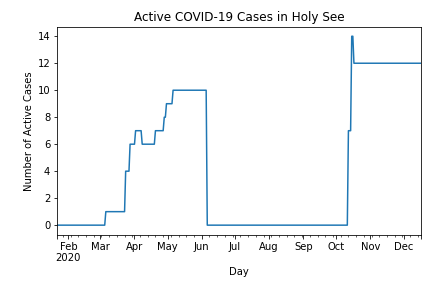 Active COVID-19 Cases in Holy See
Number of Active Cases
14
12
10
8
6
4
2
0
Feb Mar Apr May Jun Jul Aug Sep Oct Nov Dec
2020
Day